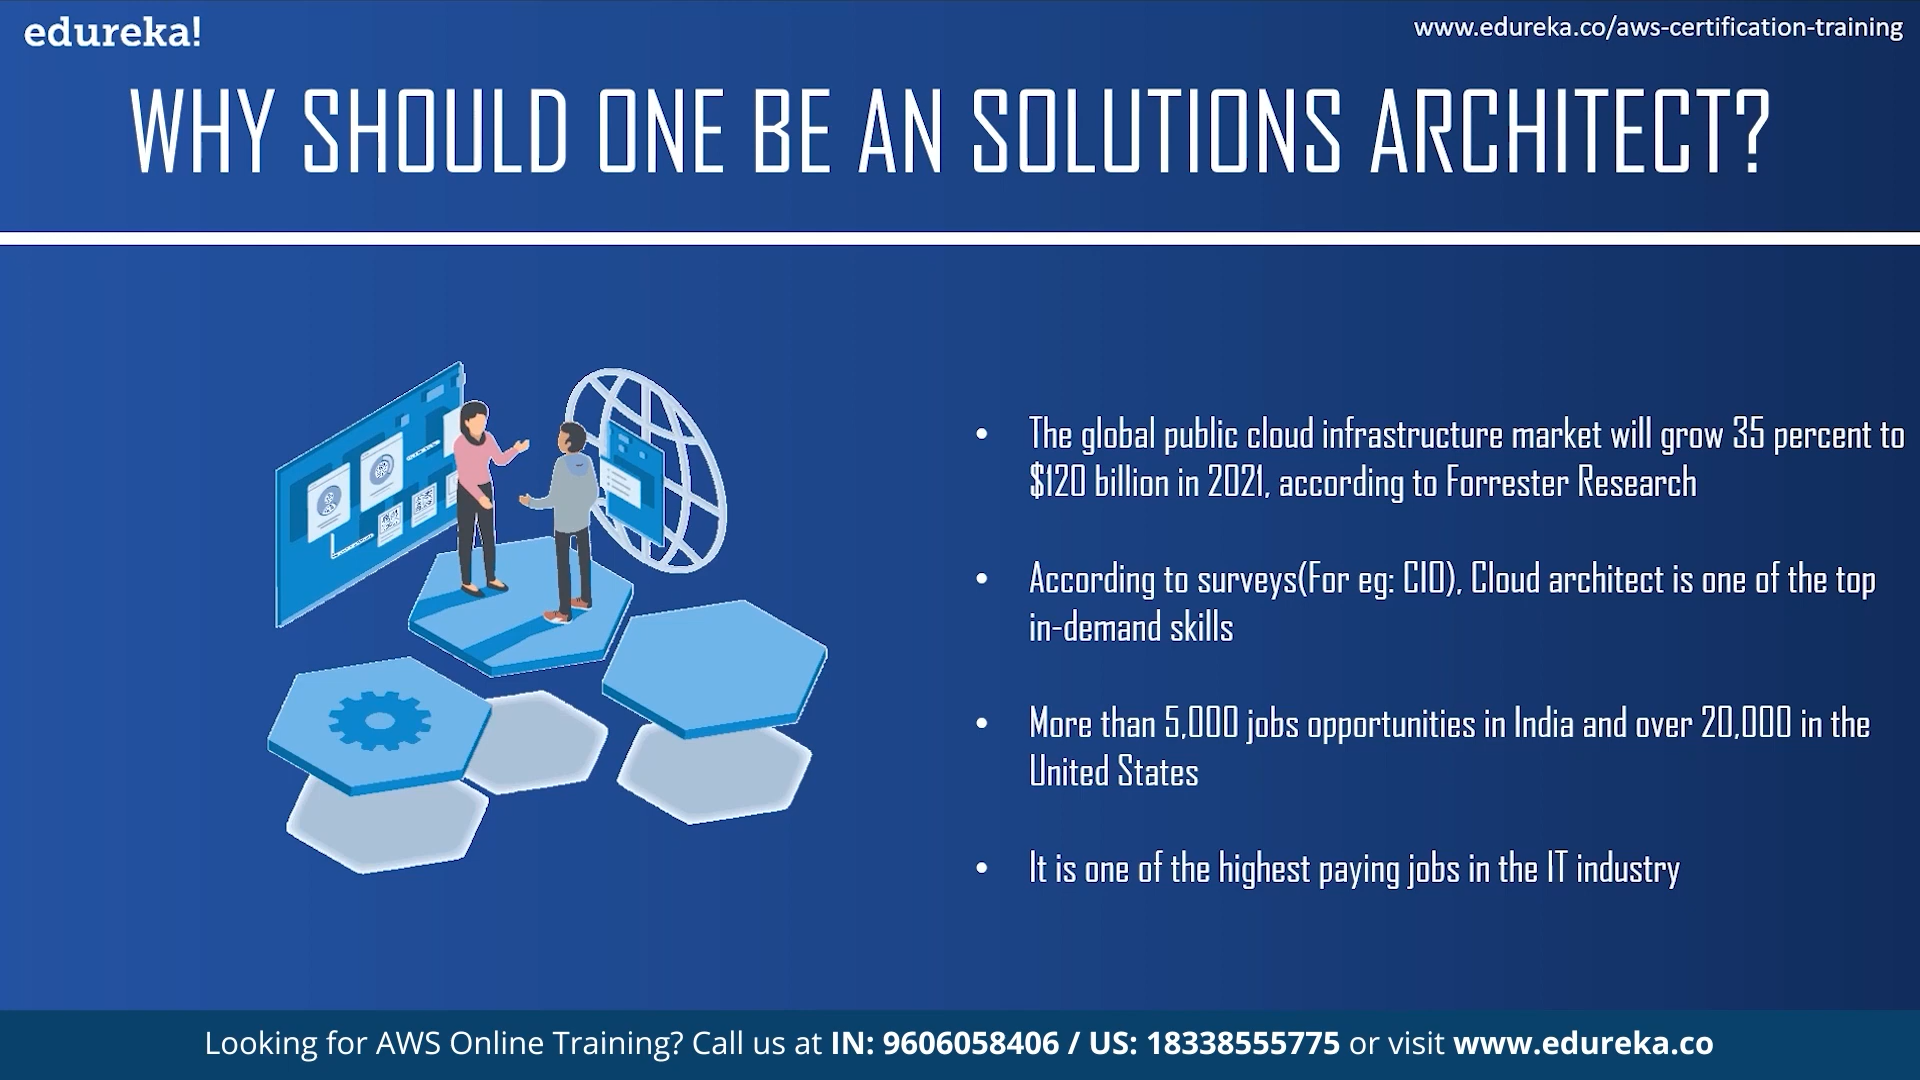 edureka!
www.edureka.co/aws-certification-training
WHY SHOULD ONE BE AN SOLUTIONS ARCHITECT?
• The global public cloud infrastructure market will grow 35 percent to
$120 billion in 2021, according to Forrester Research
• According to surveys(For eg: CIO), Cloud architect is one of the top
in-demand skills
• More than 5,000 jobs opportunities in India and over 20,000 in the
United States
• It is one of the highest paying jobs in the IT industry
Looking for AWS Online Training? Call us at IN: 9606058406 / US: 18338555775 or visit www.edureka.co